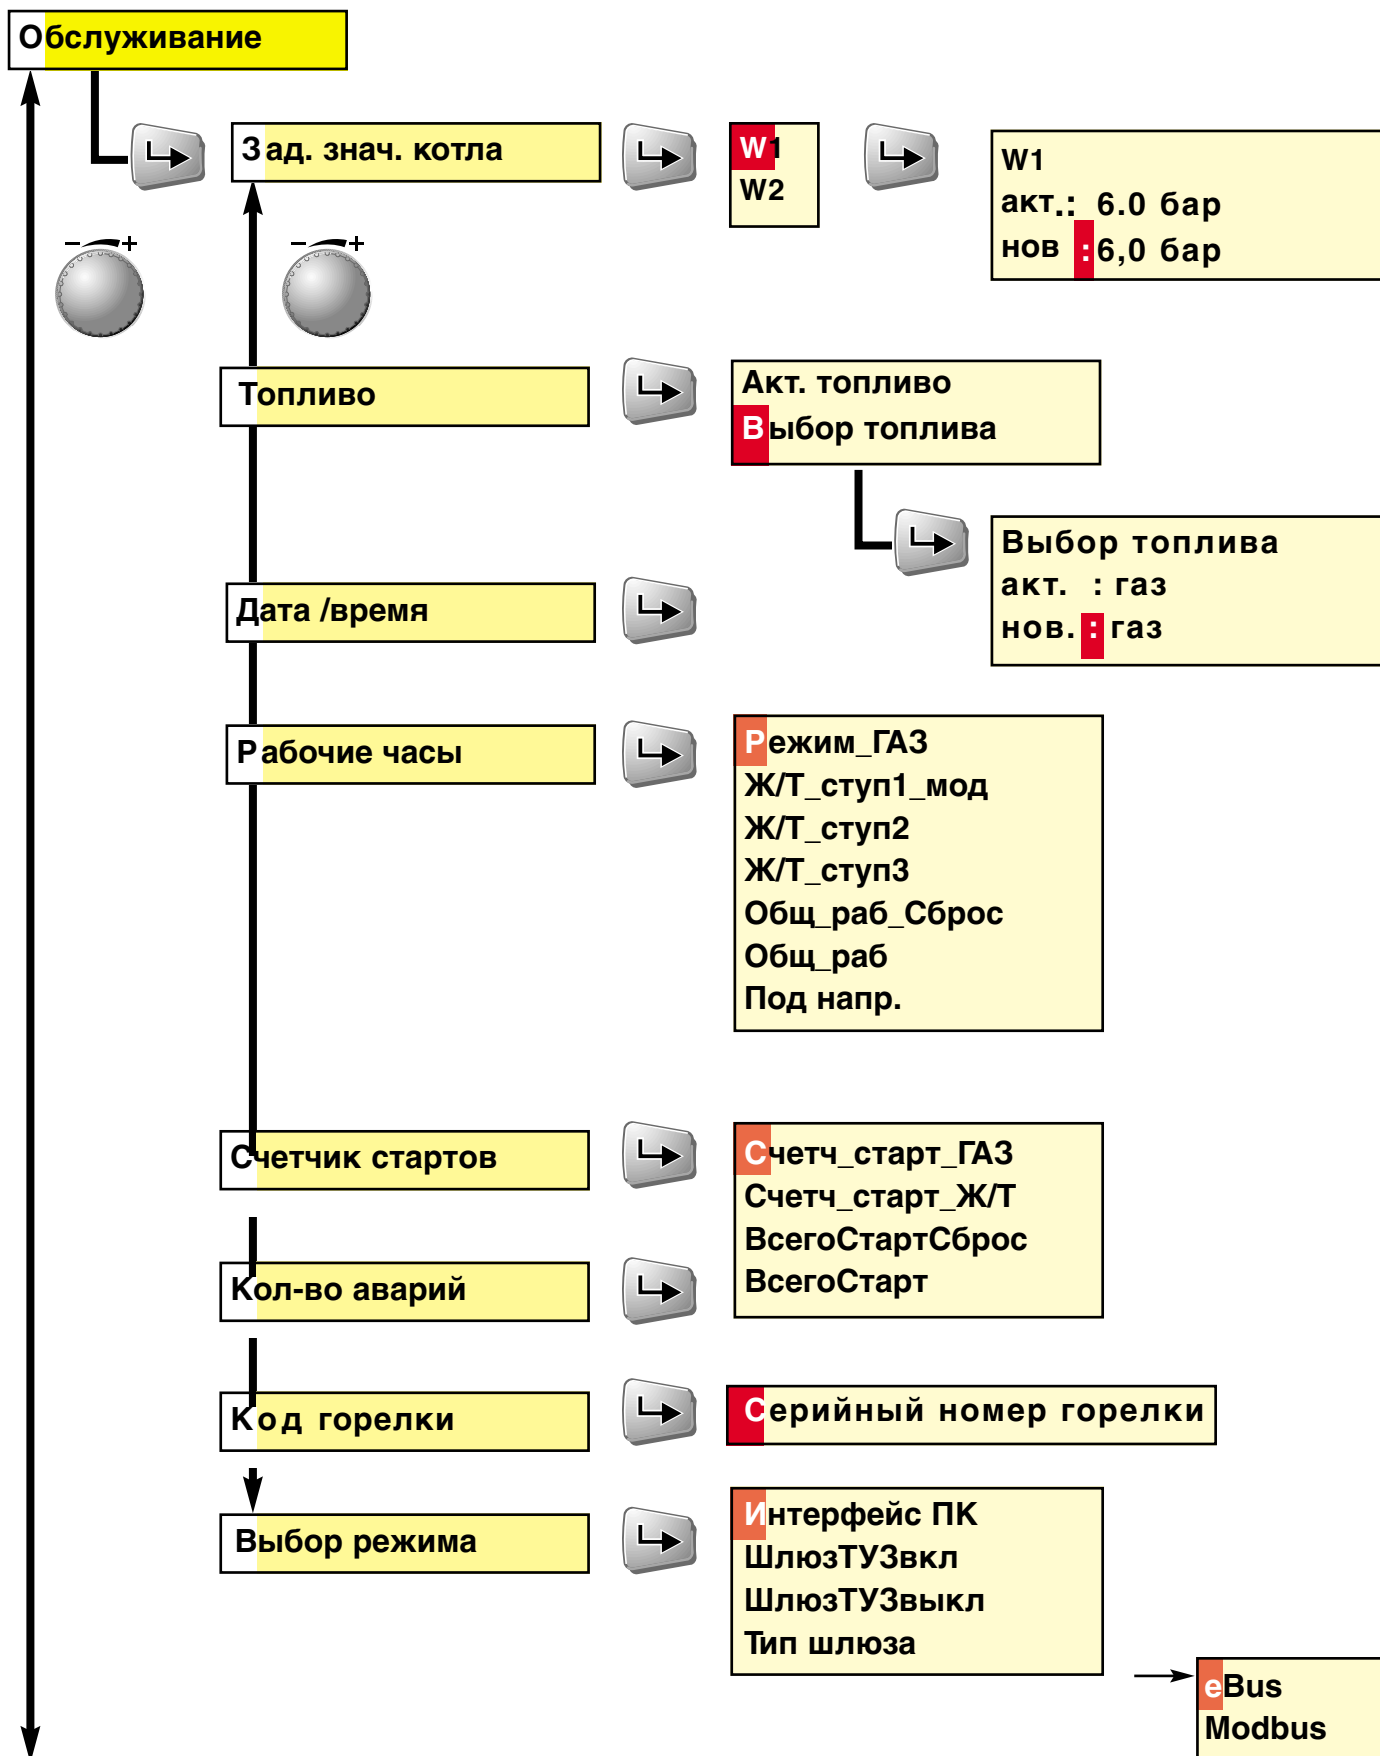 Обслуживание
Зад. знач. котла
W1
W2
W1
акт.: 6.0 бар
нов :6,0 бар
− +
− +
Топливо
Акт. топливо
Выбор топлива
Выбор топлива
акт. : газ
нов. : газ
Дата /время
Рабочие часы
Режим_ГАЗ
Ж/Т_ступ1_мод
Ж/Т_ступ2
Ж/Т_ступ3
Общ_раб_Сброс
Общ_раб
Под напр.
Счетчик стартов
Счетч_старт_ГАЗ
Счетч_старт_Ж/Т
ВсегоСтартСброс
ВсегоСтарт
Кол-во аварий
Код горелки
Серийный номер горелки
Выбор режима
Интерфейс ПК
ШлюзТУЗвкл
ШлюзТУЗвыкл
Тип шлюза
eBus
Modbus